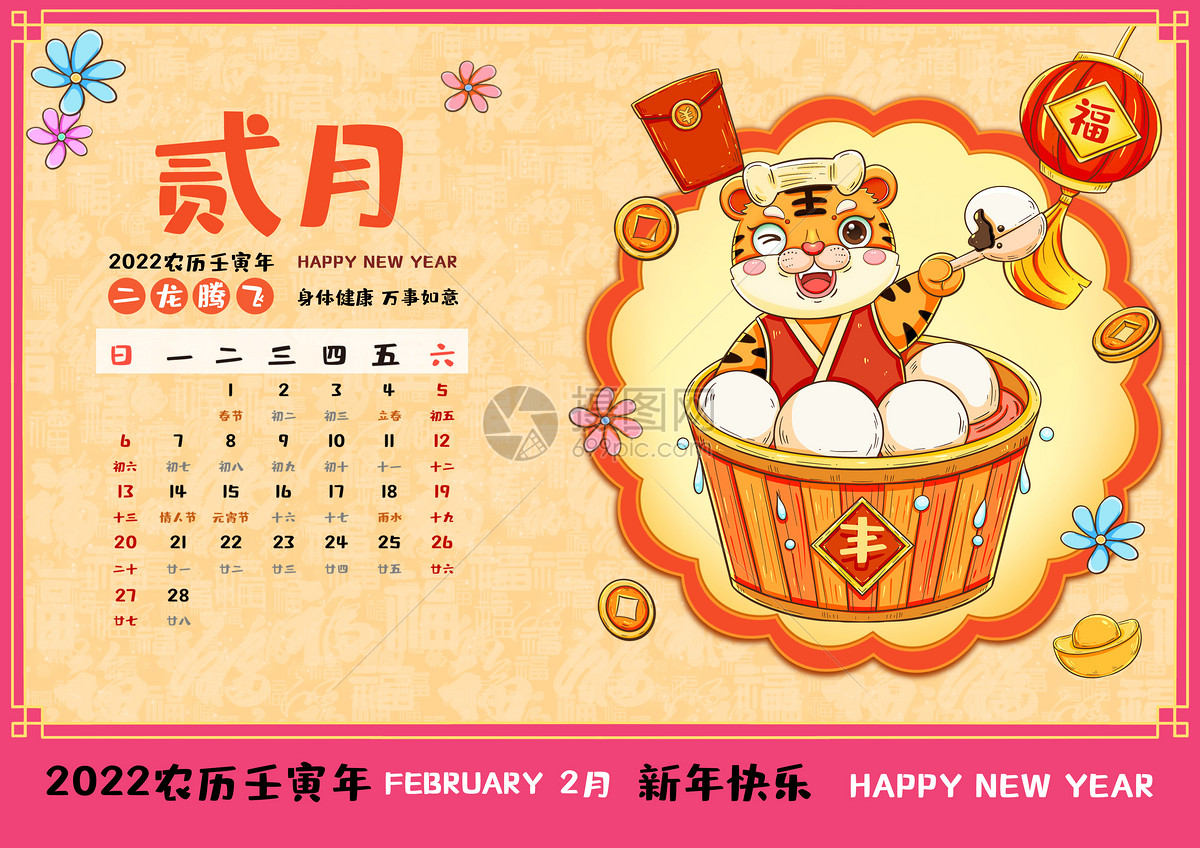 贰月
2022农历壬寅年 HAPPY NEW YEAR
二龙腾飞 身体健康 万事如意
日 一 二 三 四 五 六
1 2 3 4 5
春节 初二 初三 立春 初五
6 7 8 9 10 11 12
初六 初七 初八 初九 初十 十一 十二
13 14 15 16 17 18 19
十三 情人节 元宵节 十六 十七 雨水 十九
20 21 22 23 24 25 26
二十 廿一 廿二 廿三 廿四 廿五 廿六
27 28
廿七 廿八
福
王
丰
摄图网
699pic.com
2022农历壬寅年 FEBRUARY 2月 新年快乐 HAPPY NEW YEAR